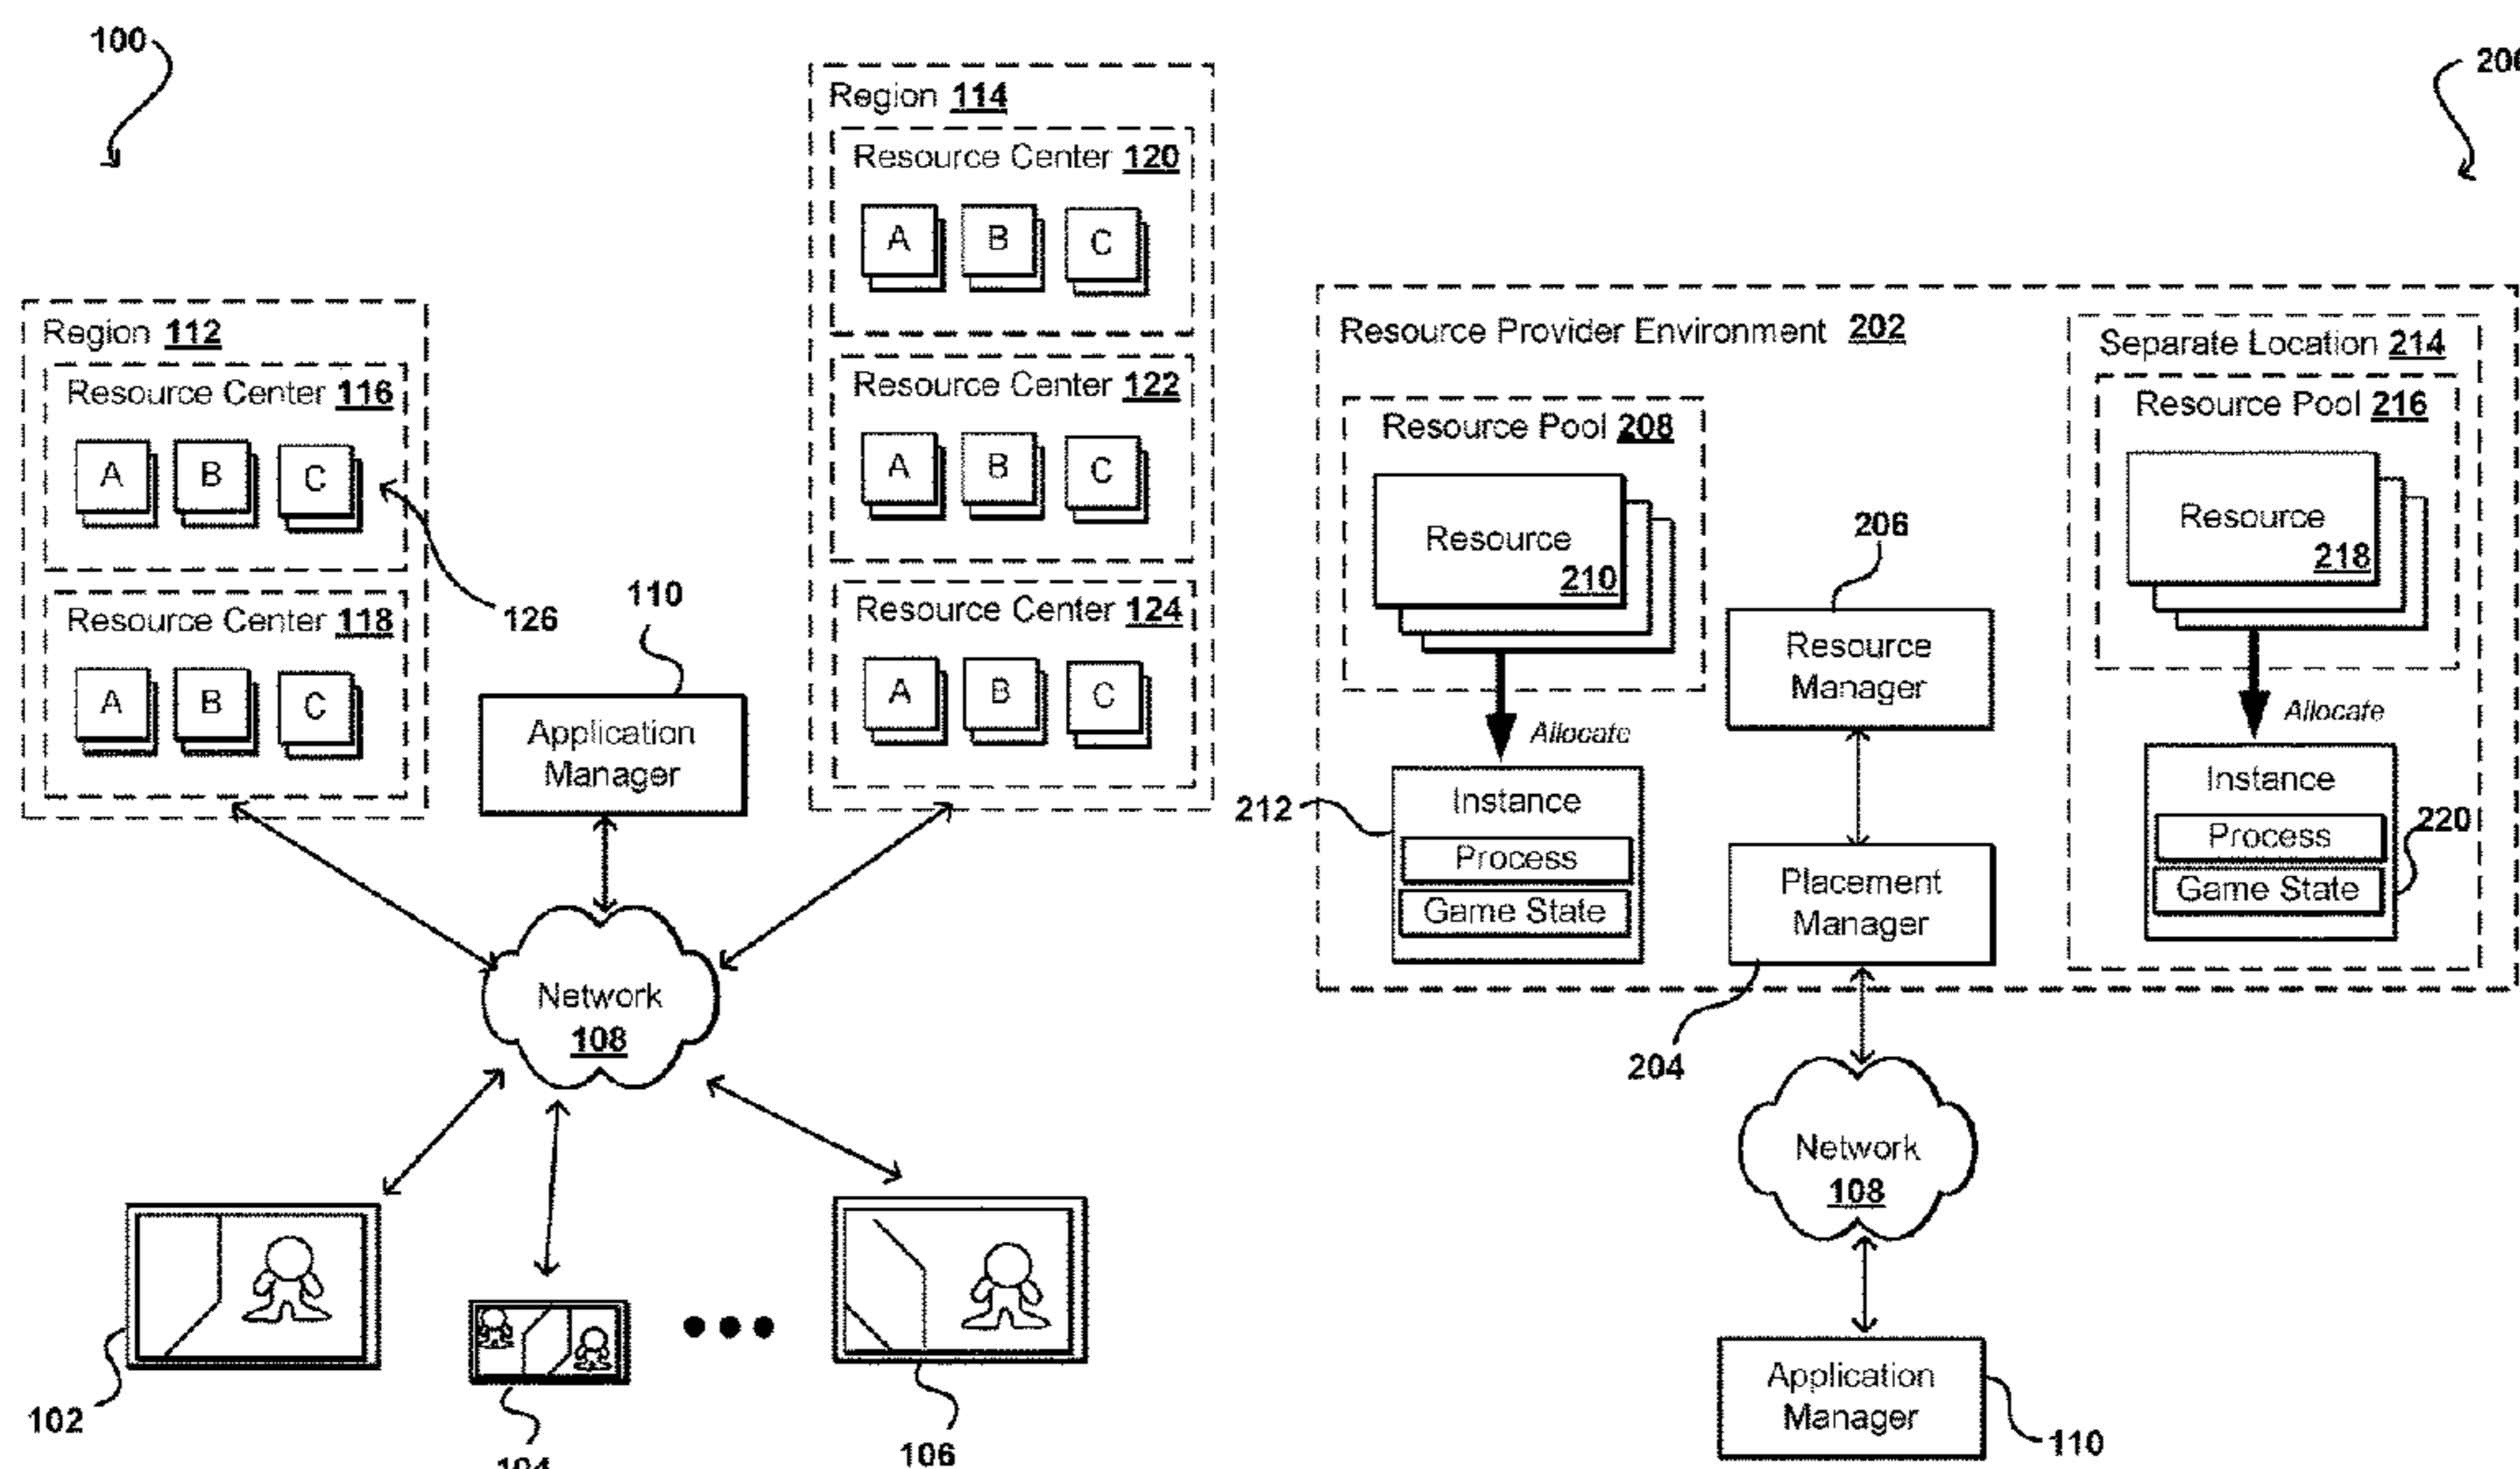 100
Region 114
Resource Center 120
A B C
Resource Center 122
A B C
Resource Center 124
A B C
Region 112
Resource Center 116
A B C
126
Resource Center 118
A B C
110
Application
Manager
Network
108
102
106
Resource Provider Environment 202
Resource Pool 208
Resource
210
Allocate
212
Instance
Process
Game State
206
Resource
Manager
Placement
Manager
204
Separate Location 214
Resource Pool 216
Resource
218
Allocate
Instance
Process
Game State
220
Network
108
Application
Manager
110